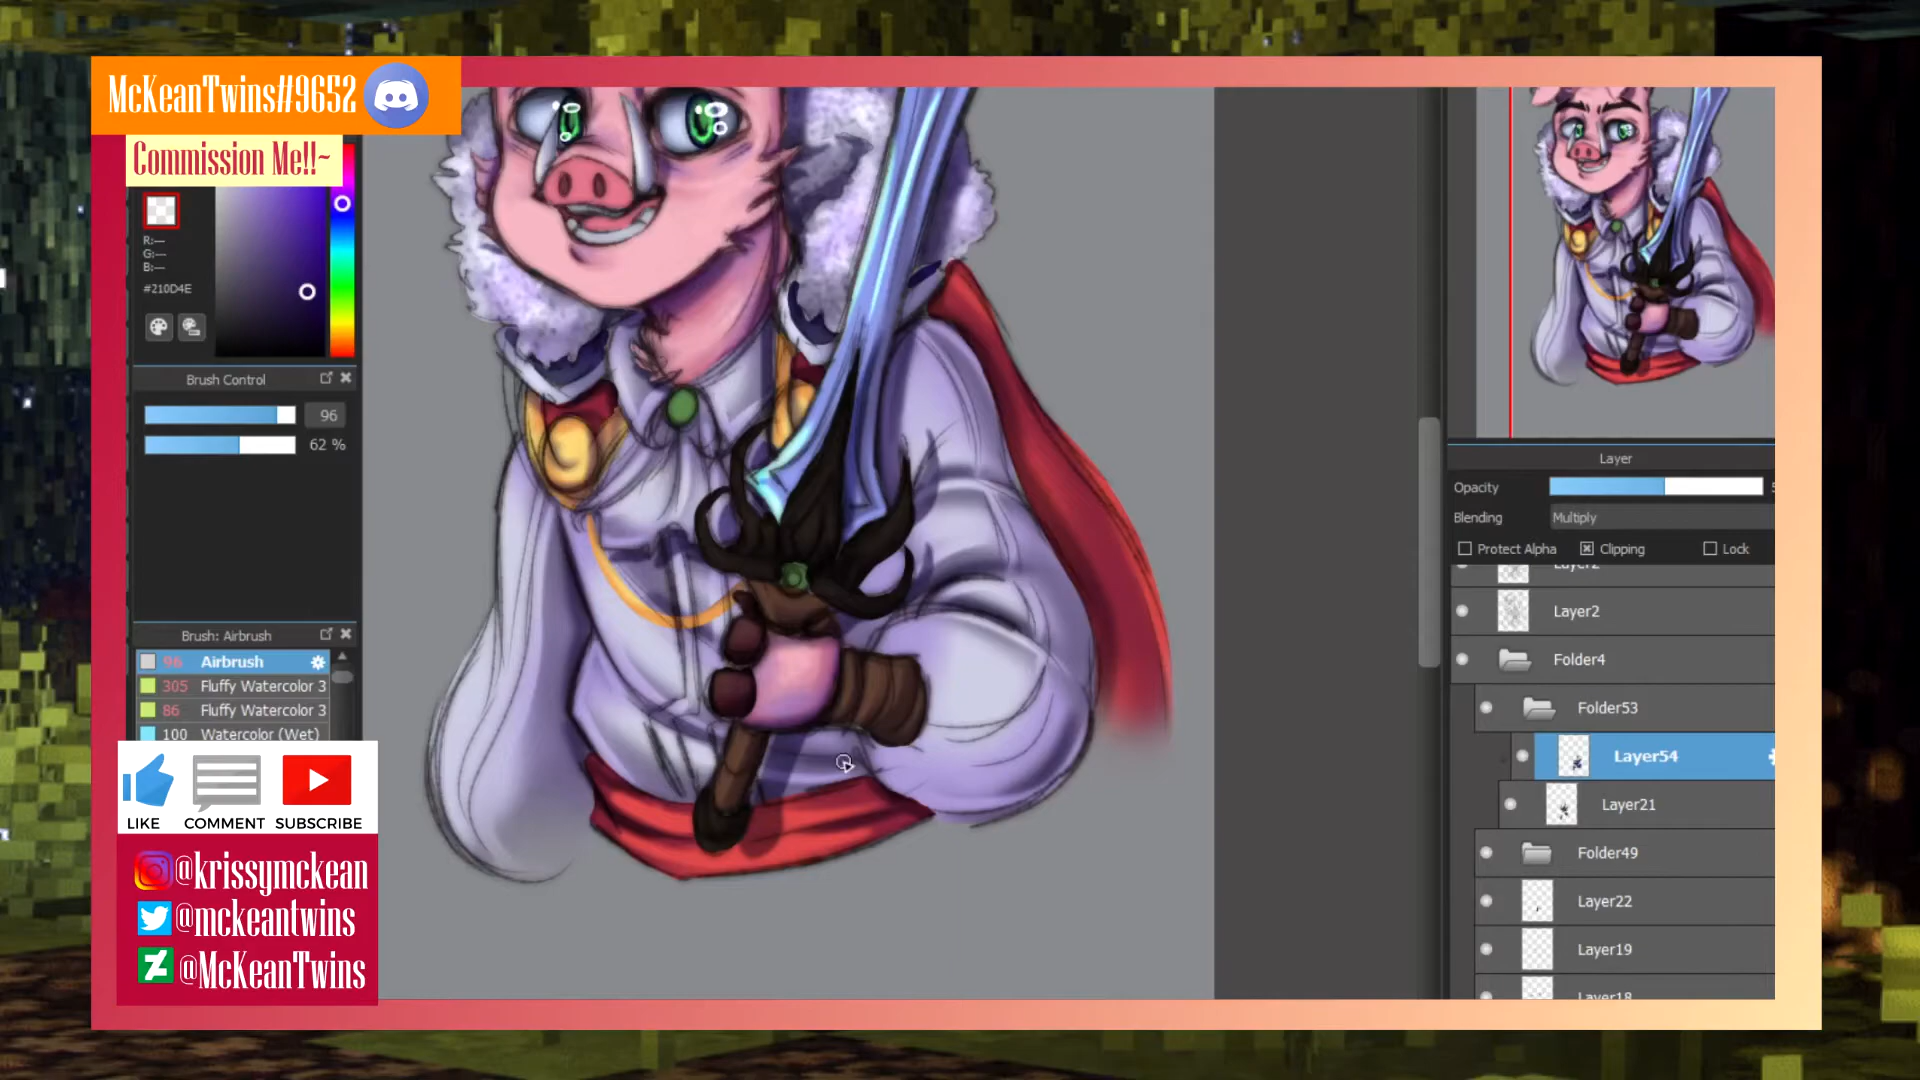 McKeanTwins#9652
Commission Me!!~
R:---
G:---
B:---
#210D4E
Brush Control
96
62 %
Brush: Airbrush
96 Airbrush
305 Fluffy Watercolor 3
86 Fluffy Watercolor 3
100 Watercolor (Wet)
LIKE COMMENT SUBSCRIBE
@krissymckean
@mckeantwins
@McKeanTwins
Layer
Opacity
Blending Multiply
Protect Alpha Clipping Lock
Layer2
Layer2
Folder4
Folder53
Layer54
Layer21
Folder49
Layer22
Layer19
Layer18